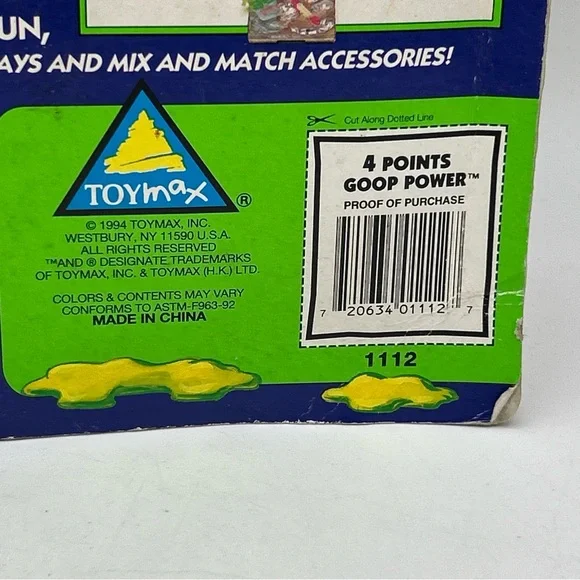 UN,
AYS AND MIX AND MATCH ACCESSORIES!
Cut Along Dotted Line
TOYmax ®
4 POINTS
GOOP POWER™
PROOF OF PURCHASE
7 20634 01112 7
1112
© 1994 TOYMAX, INC.
WESTBURY, NY 11590 U.S.A.
ALL RIGHTS RESERVED
™AND ® DESIGNATE TRADEMARKS
OF TOYMAX, INC. & TOYMAX (H.K.) LTD.
COLORS & CONTENTS MAY VARY
CONFORMS TO ASTM-F963-92
MADE IN CHINA